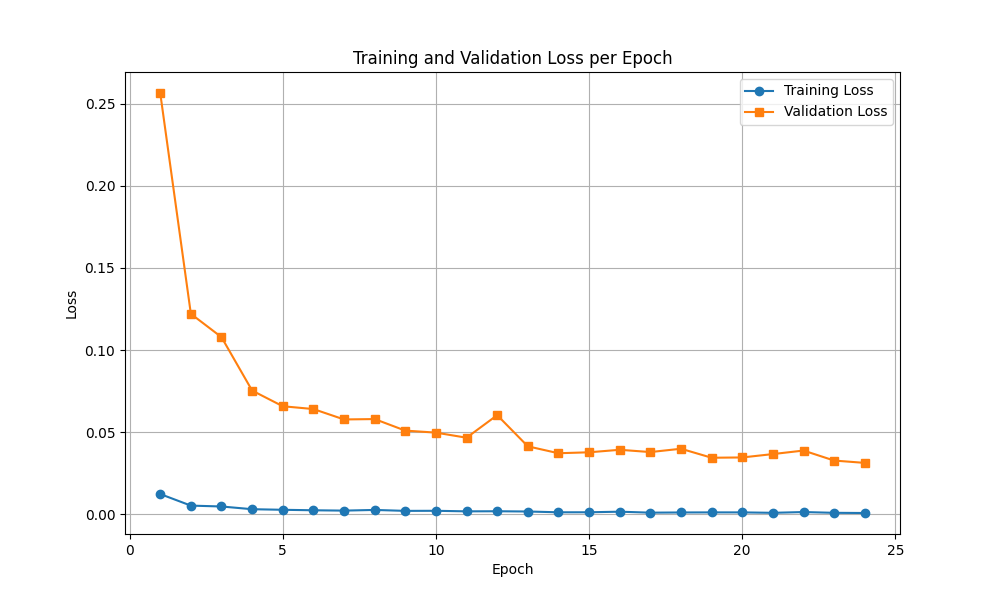 Training and Validation Loss per Epoch
Training Loss
Validation Loss
0.25
0.20
0.15
0.10
0.05
0.00
Loss
0
5
10
15
20
25
Epoch